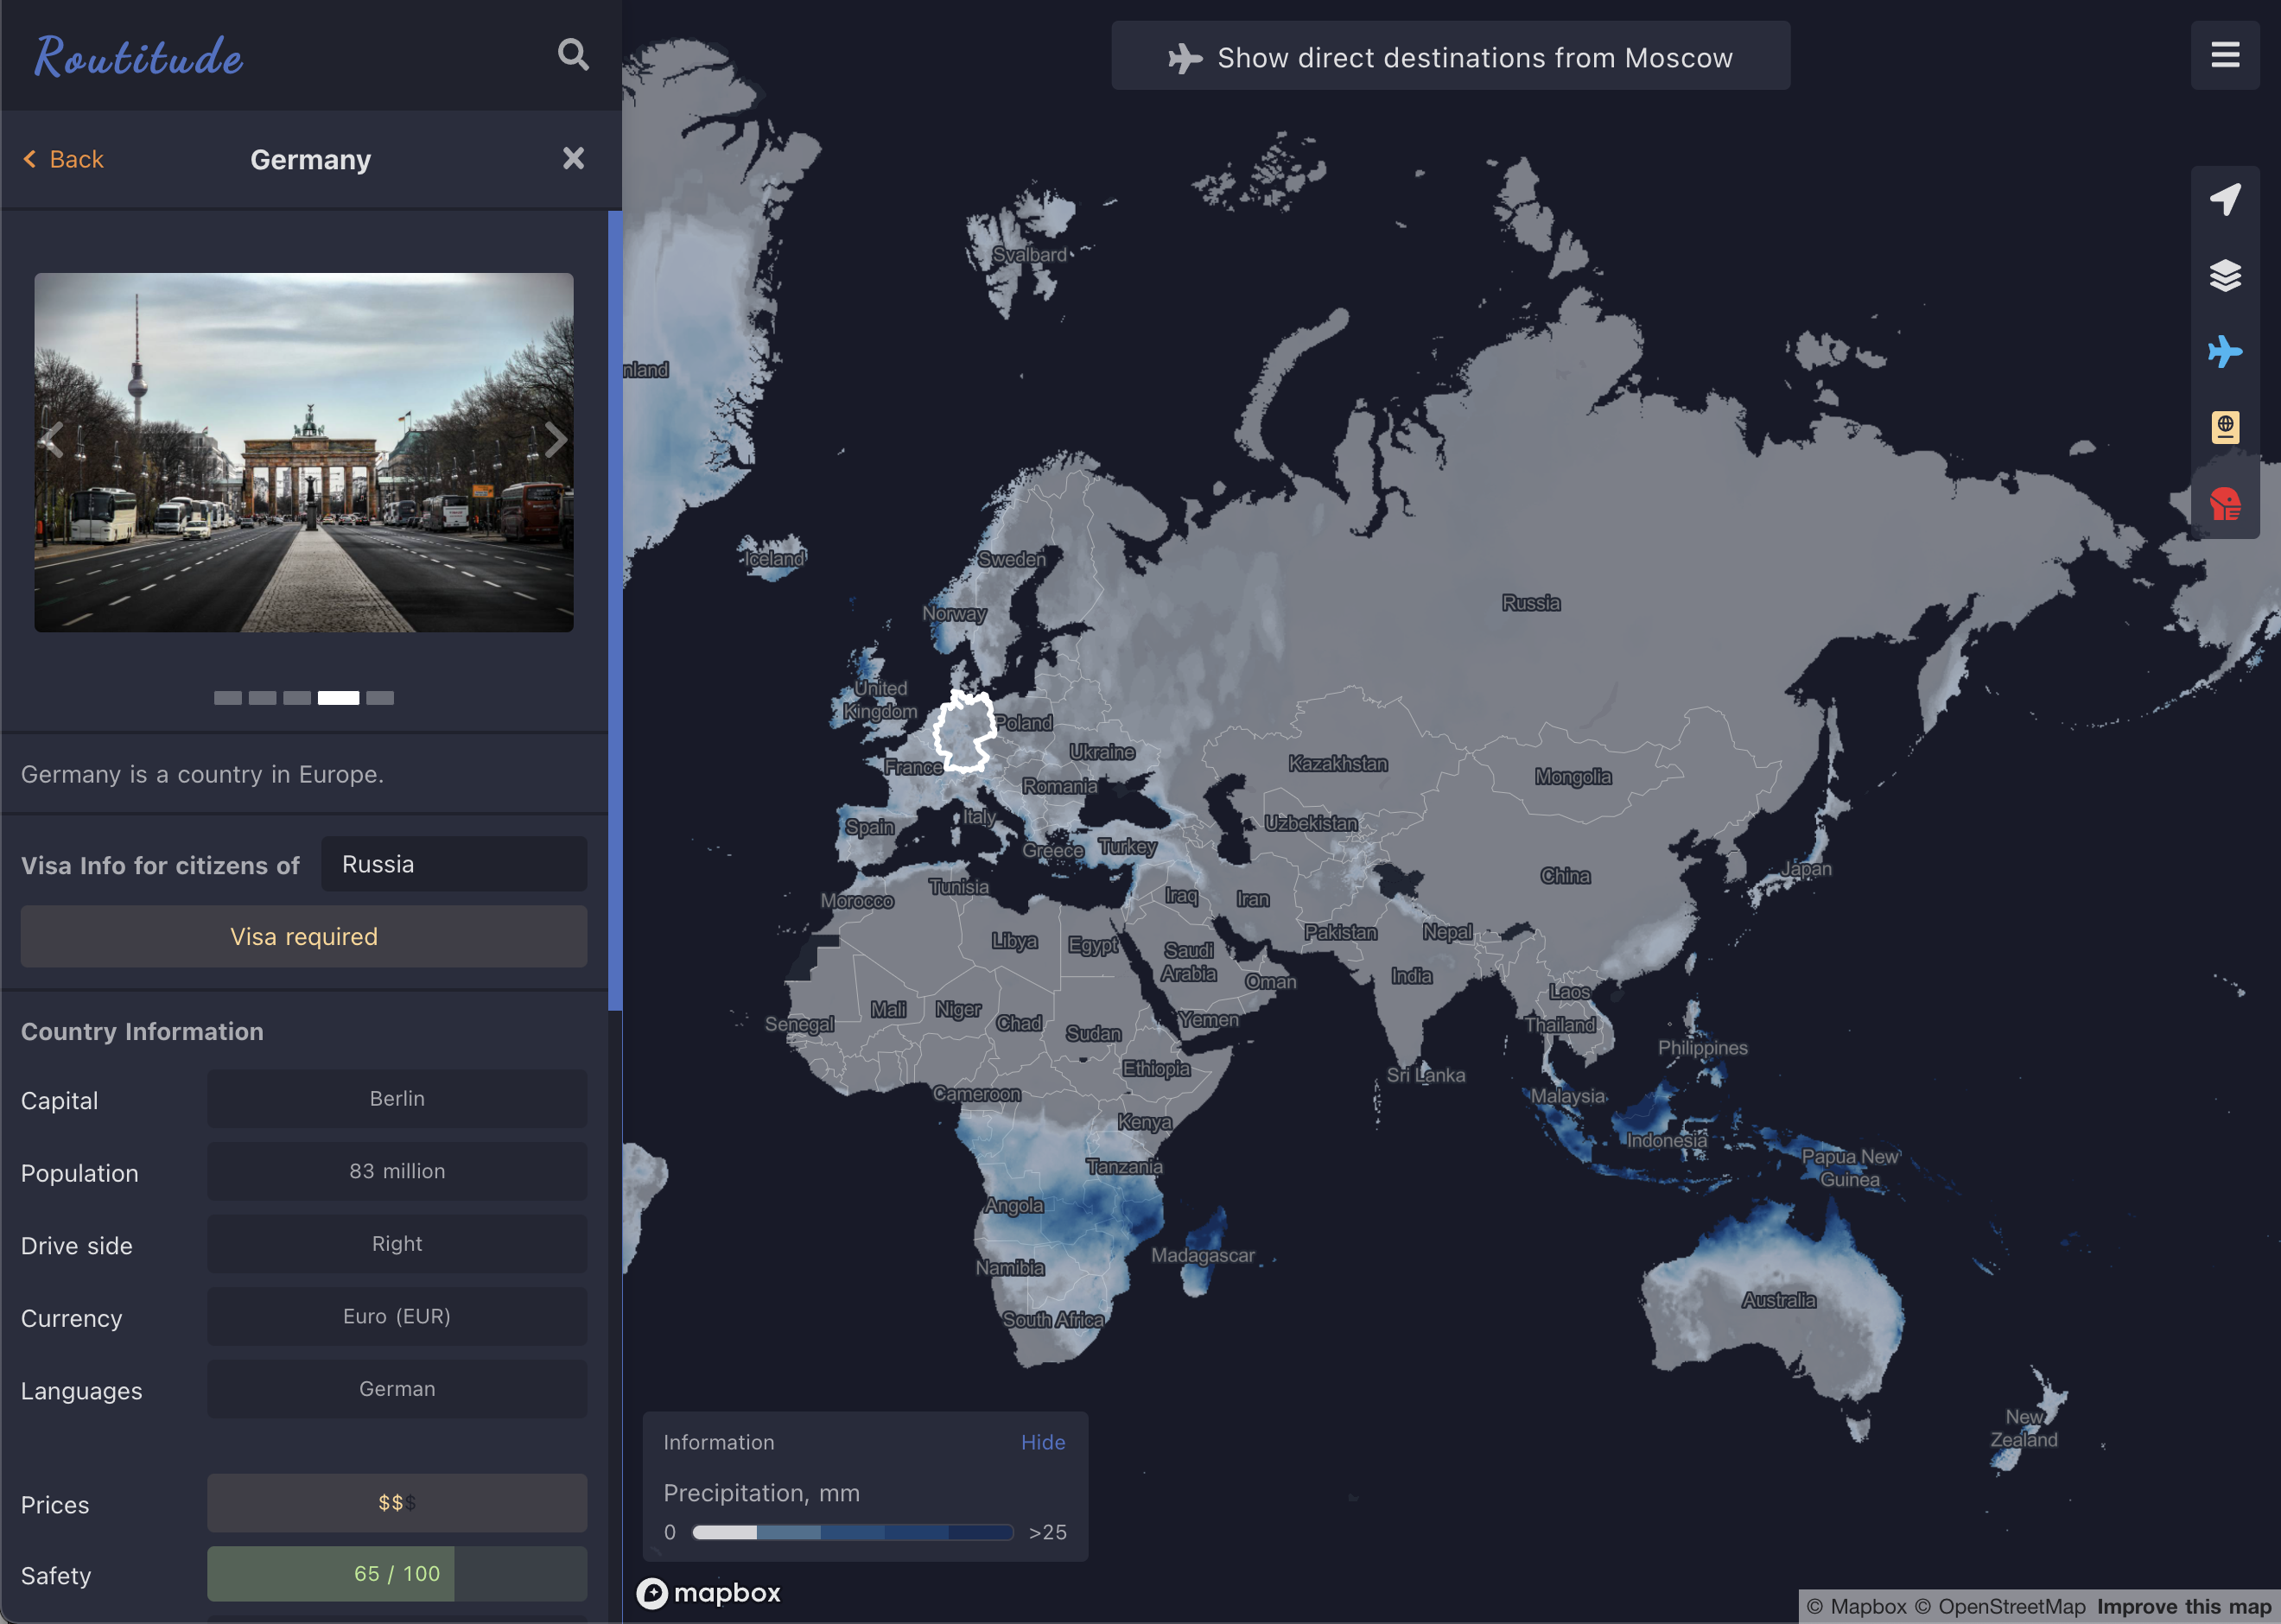 Routitude
Back
Germany
Germany is a country in Europe.
Visa Info for citizens of
Russia
Visa required
Country Information
Capital
Berlin
Population
83 million
Drive side
Right
Currency
Euro (EUR)
Languages
German
Prices
$$$
Safety
65 / 100
Show direct destinations from Moscow
Svalbard
nland
Iceland
Sweden
Norway
Russia
United
Kingdom
Poland
Ukraine
France
Kazakhstan
Mongolia
Romania
Italy
Uzbekistan
Spain
Greece
Turkey
Japan
China
Tunisia
Iraq
Iran
Morocco
Pakistan
Nepal
Libya
Egypt
Saudi
Arabia
India
Oman
Laos
Mali
Niger
Chad
Senegal
Sudan
Yemen
Thailand
Philippines
Ethiopia
Sri Lanka
Cameroon
Malaysia
Kenya
Indonesia
Tanzania
Papua New
Guinea
Angola
Madagascar
Namibia
Australia
South Africa
New
Zealand
Information
Hide
Precipitation, mm
0
>25
mapbox
© Mapbox © OpenStreetMap Improve this map